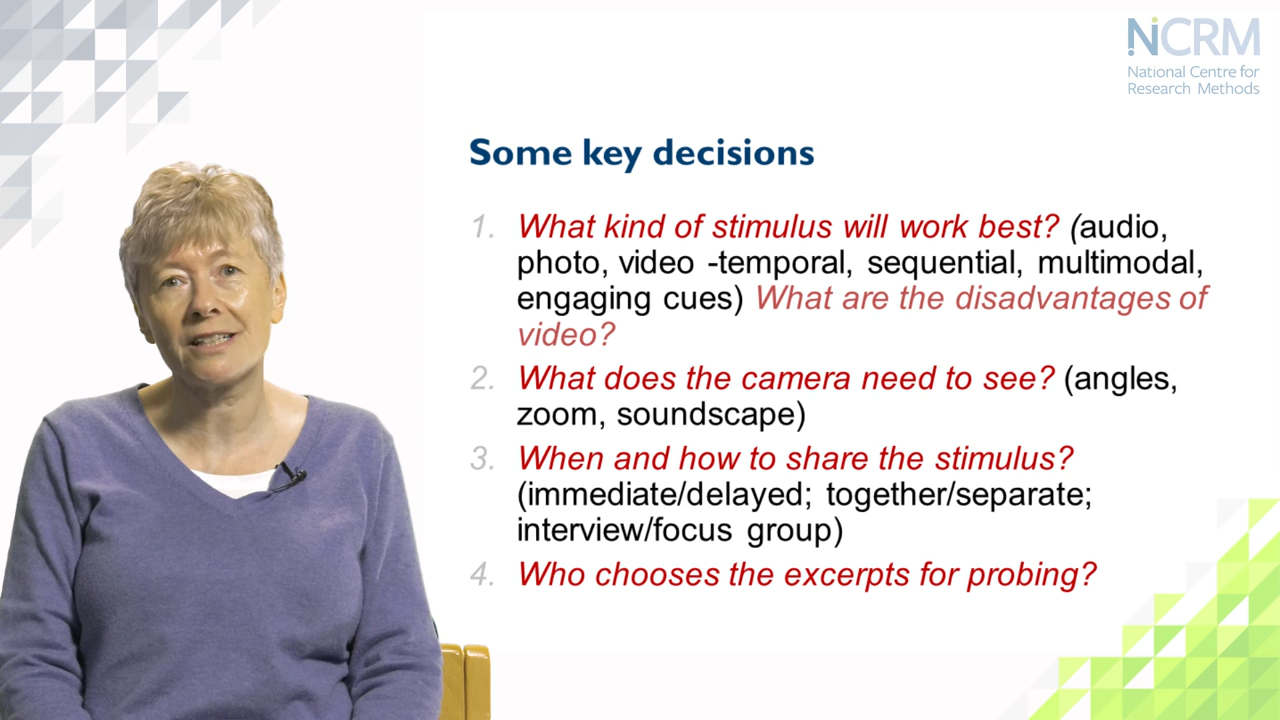 NCRM
National Centre for
Research Methods
Some key decisions
1. What kind of stimulus will work best? (audio,
photo, video -temporal, sequential, multimodal,
engaging cues) What are the disadvantages of
video?
2. What does the camera need to see? (angles,
zoom, soundscape)
3. When and how to share the stimulus?
(immediate/delayed; together/separate;
interview/focus group)
4. Who chooses the excerpts for probing?